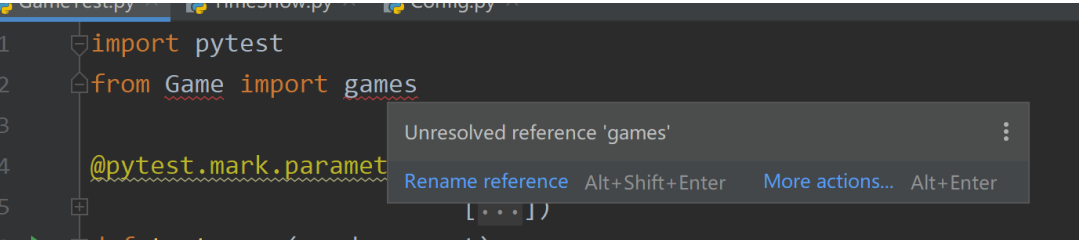 GameTest.py TimeShow.py Config.py
1 import pytest
2 from Game import games
3
Unresolved reference 'games'
4 @pytest.mark.paramet
Rename reference Alt+Shift+Enter More actions... Alt+Enter
5 [...])